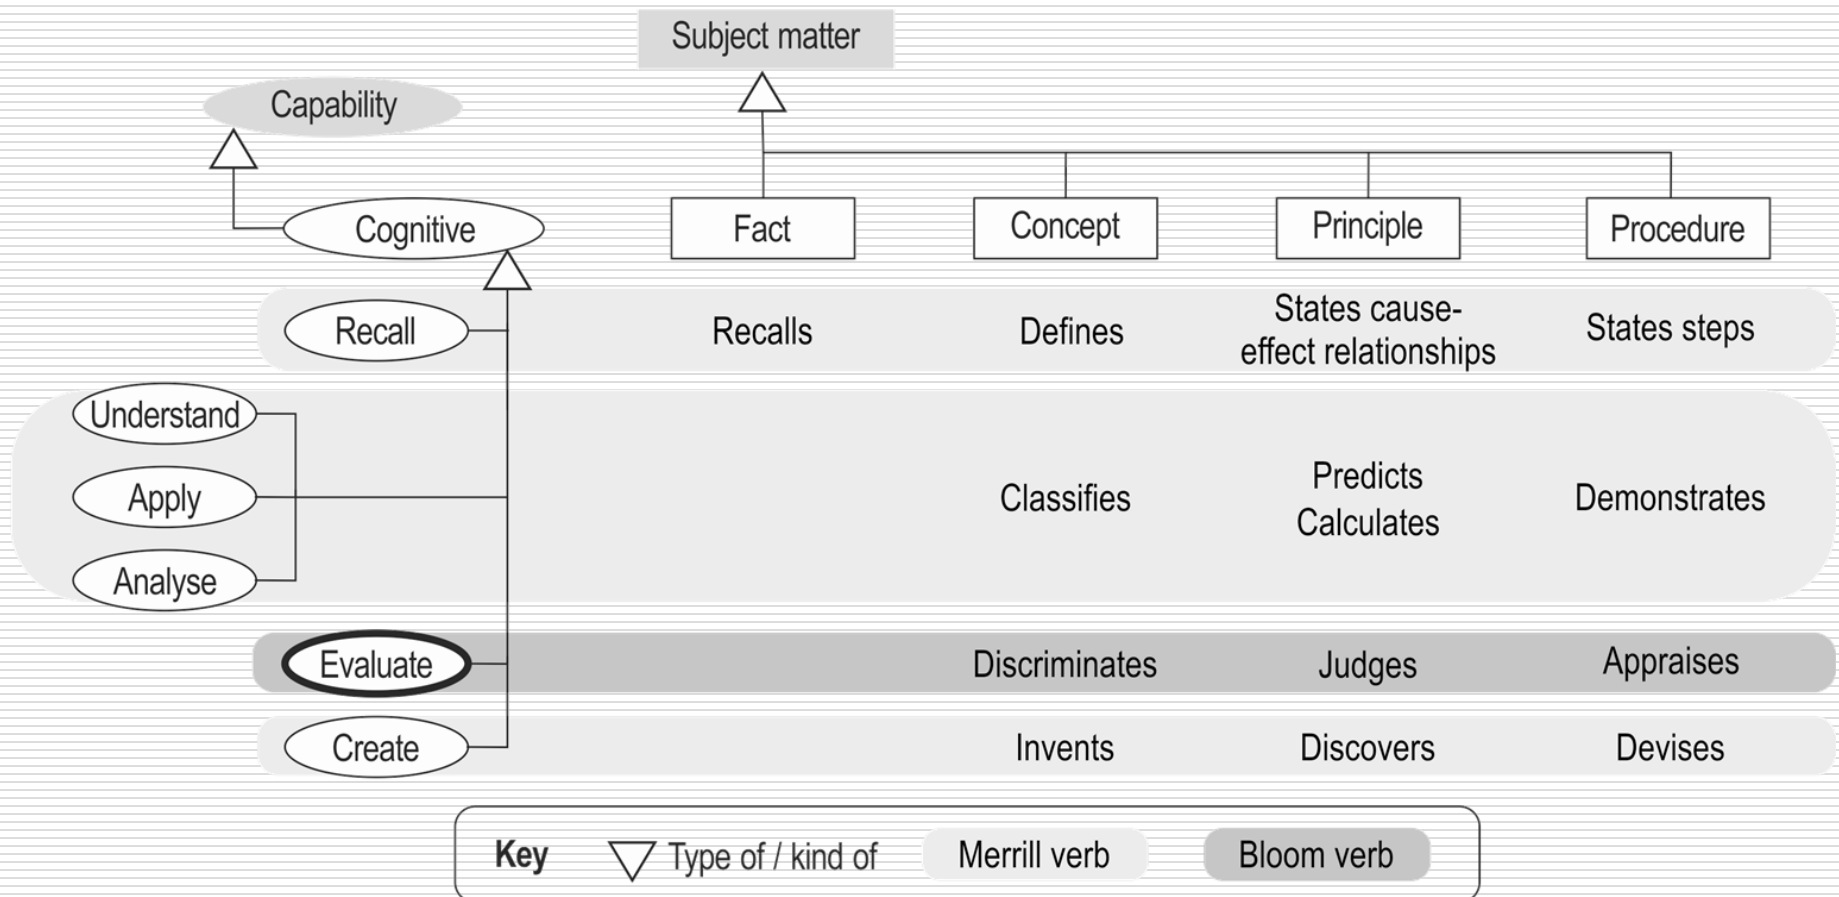 Subject matter
Capability
Cognitive
Fact
Concept
Principle
Procedure
Recall
Recalls
Defines
States cause-
effect relationships
States steps
Understand
Apply
Analyse
Classifies
Predicts
Calculates
Demonstrates
Evaluate
Discriminates
Judges
Appraises
Create
Invents
Discovers
Devises
Key
Type of / kind of
Merrill verb
Bloom verb